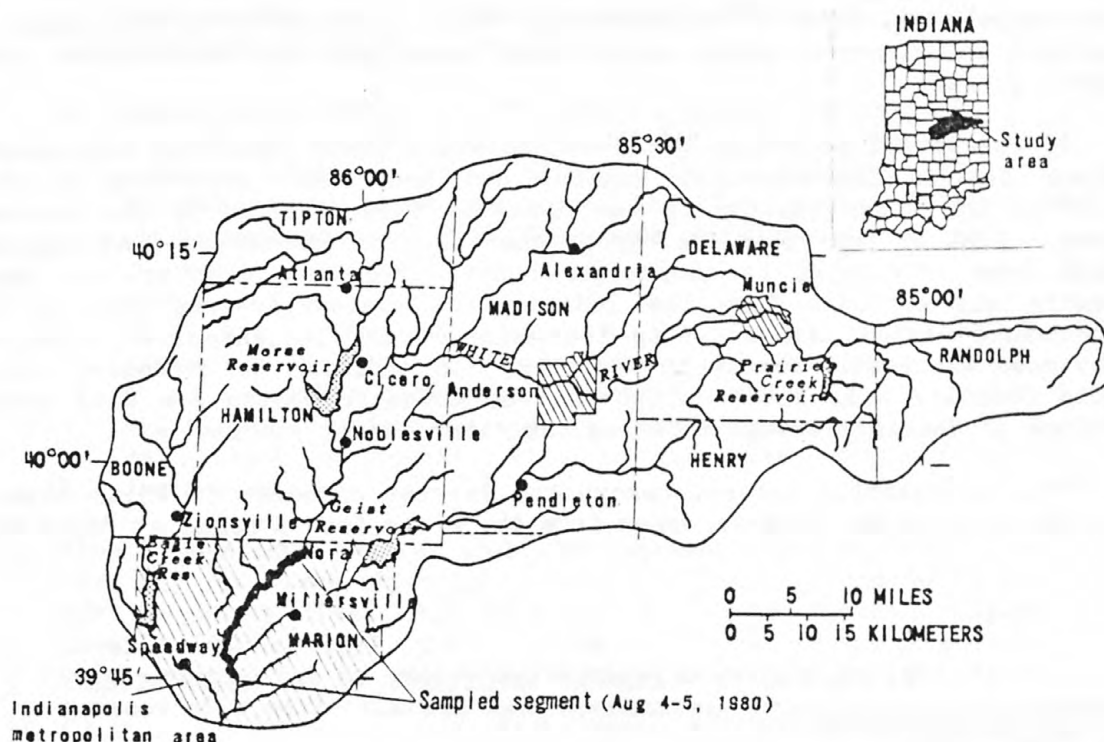 INDIANA
Study
area
85°30'
86°00'
TIPTON
40°15'
Atlanta
DELAWARE
Alexandria
Muncie
MADISON
85°00'
Morse
Reservoir
WHITE
RIVER
RANDOLPH
Cicero
Anderson
Prairie
Creek
Reservoir
HAMILTON
Noblesville
40°00'
BOONE
HENRY
Pendleton
Geist
Reservoir
Zionsville
Eagle
Creek
Res
Nora
Millersville
0 5 10 MILES
0 5 10 15 KILOMETERS
MARION
Speedway
39°45'
Sampled segment (Aug 4-5, 1980)
Indianapolis
metropolitan area